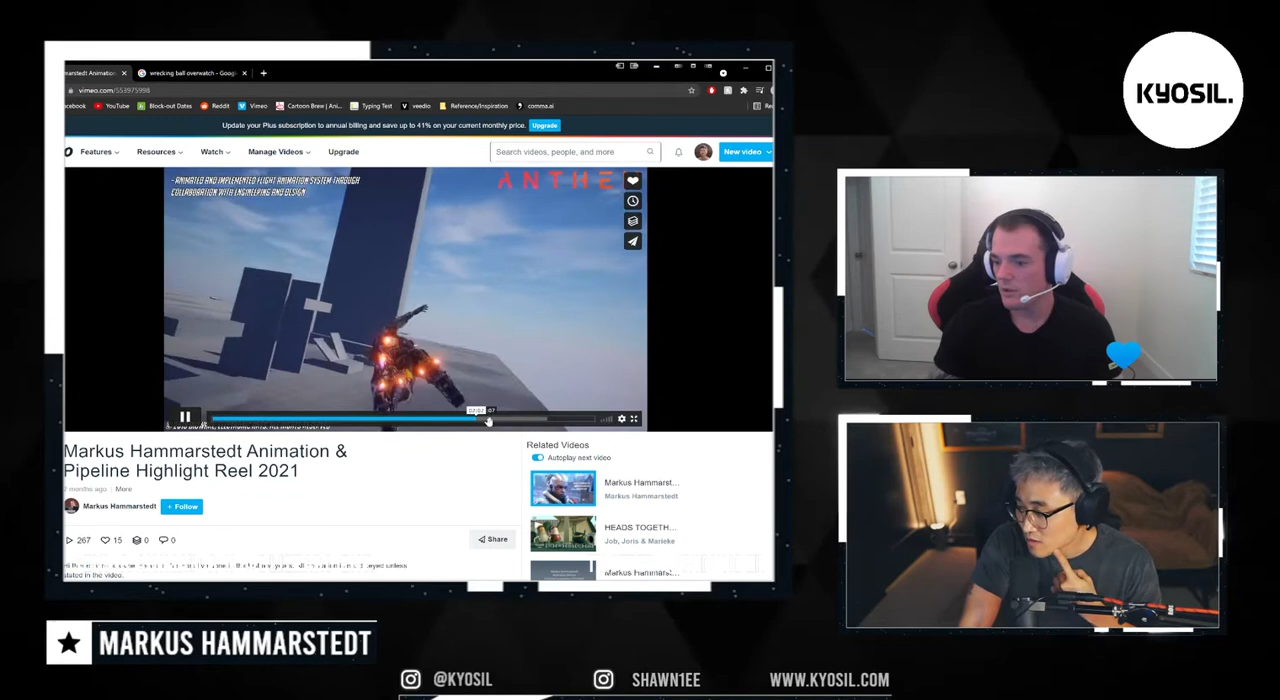 KYOSIL.
marstedt Animation
wrecking ball overwatch - Goog
vimeo.com/553975998
cebook
YouTube
Block-out Dates
Reddit
Vimeo
Cartoon Brew | Ani...
Typing Test
veedio
Reference/Inspiration
comma.ai
Update your Plus subscription to annual billing and save up to 41% on your current monthly price.
Upgrade
Features
Resources
Watch
Manage Videos
Upgrade
Search videos, people, and more
New video
- ANIMATED AND IMPLEMENTED FLIGHT ANIMATION SYSTEM THROUGH
COLLABORATION WITH ENGINEERING AND DESIGN
ANTHE
Markus Hammarstedt Animation &
Pipeline Highlight Reel 2021
months ago
More
Markus Hammarstedt
+ Follow
267
15
0
0
Share
stated in the video.
Related Videos
Autoplay next video
Markus Hammarst...
Markus Hammarstedt
HEADS TOGETH...
Job, Joris & Marieke
Markus Hammarst...
MARKUS HAMMARSTEDT
@KYOSIL
SHAWN1EE
WWW.KYOSIL.COM